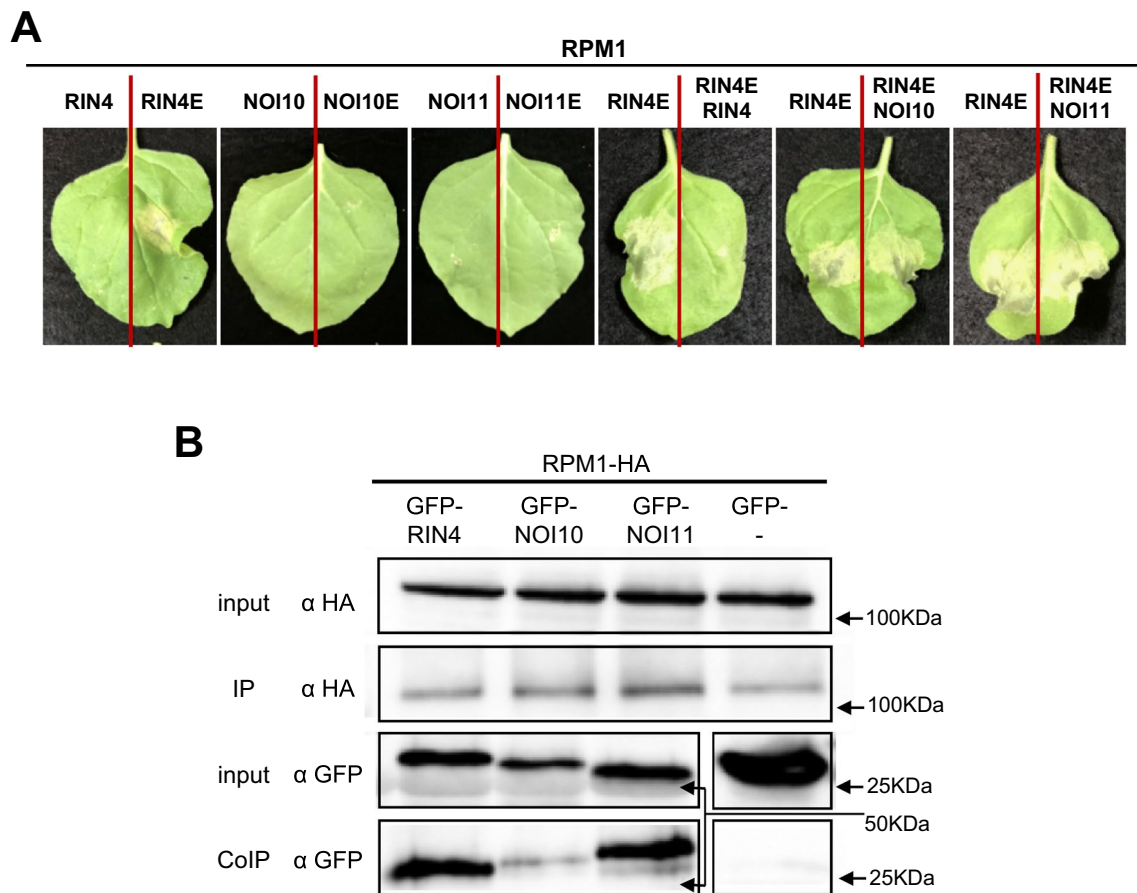 A
RPM1
RIN4 RIN4E NOI10 NOI10E NOI11 NOI11E RIN4E RIN4E RIN4 RIN4E RIN4E NOI10 RIN4E RIN4E NOI11
B
RPM1-HA
GFP- GFP- GFP- GFP-
RIN4 NOI10 NOI11 -
input α HA 100KDa
IP α HA 100KDa
input α GFP 25KDa
50KDa
CoIP α GFP 25KDa